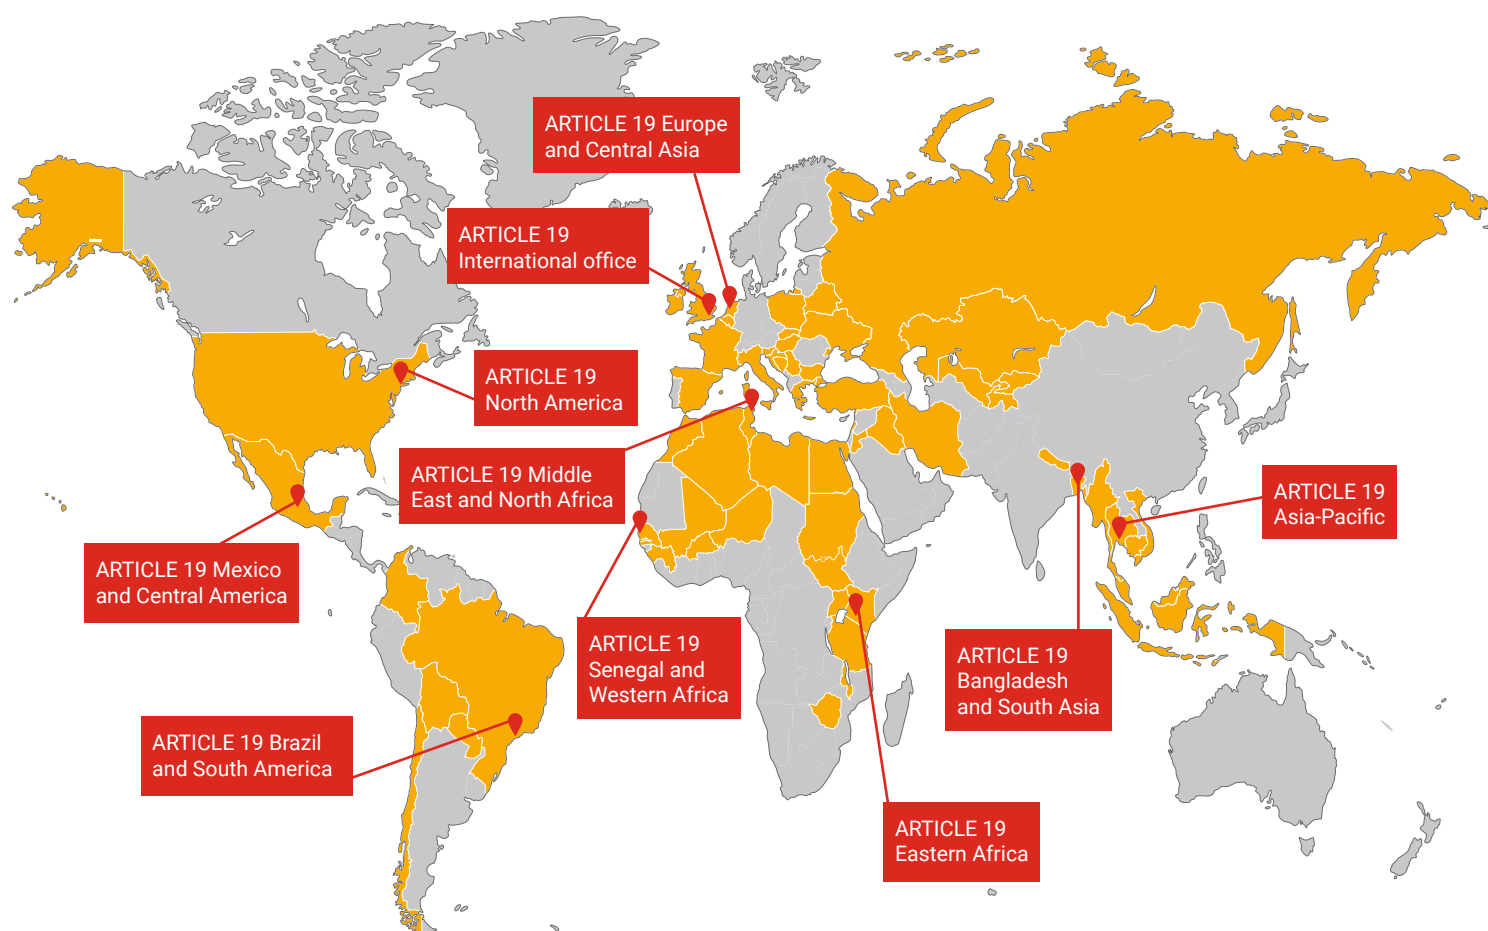 ARTICLE 19 Europe
and Central Asia
ARTICLE 19
International office
ARTICLE 19
North America
ARTICLE 19 Middle
East and North Africa
ARTICLE 19
Asia-Pacific
ARTICLE 19 Mexico
and Central America
ARTICLE 19
Senegal and
Western Africa
ARTICLE 19
Bangladesh
and South Asia
ARTICLE 19 Brazil
and South America
ARTICLE 19
Eastern Africa